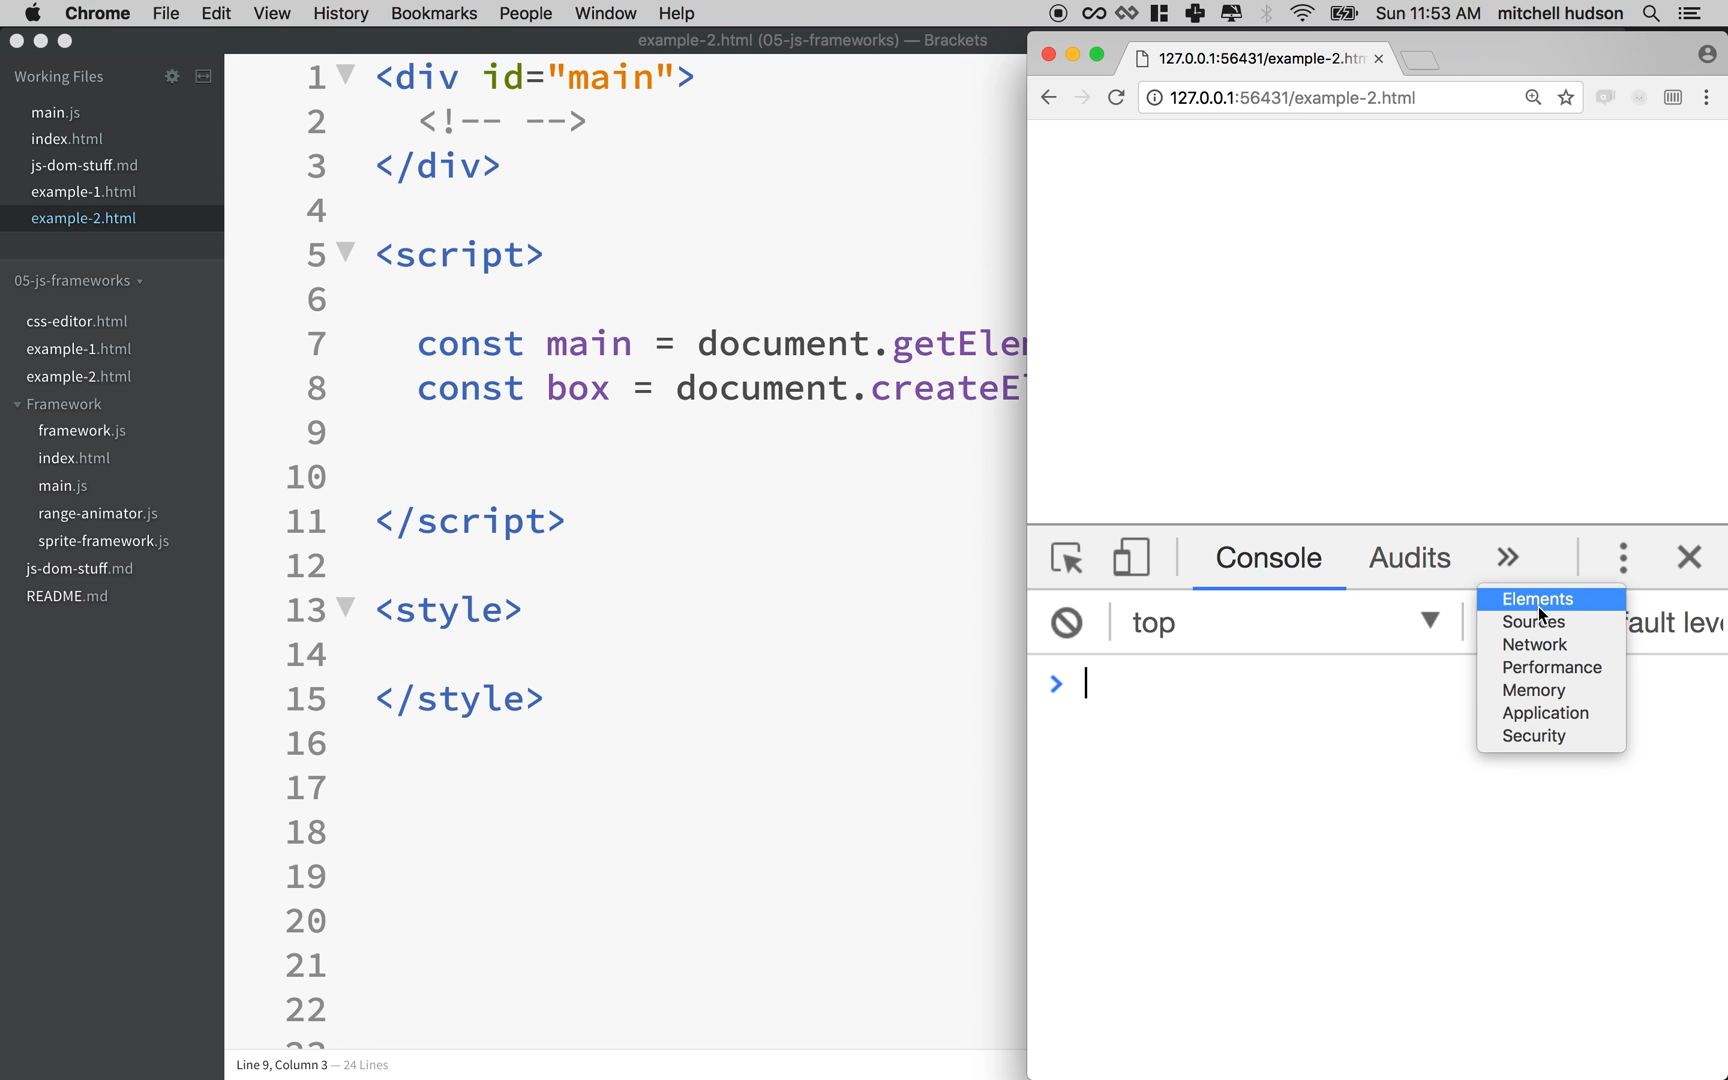 Chrome File Edit View History Bookmarks People Window Help Sun 11:53 AM mitchell hudson
example-2.html (05-js-frameworks) — Brackets
Working Files
main.js
index.html
js-dom-stuff.md
example-1.html
example-2.html
05-js-frameworks
css-editor.html
example-1.html
example-2.html
Framework
framework.js
index.html
main.js
range-animator.js
sprite-framework.js
js-dom-stuff.md
README.md
1 <div id="main">
2 <!-- -->
3 </div>
4
5 <script>
6
7 const main = document.getElem
8 const box = document.createEl
9
10
11 </script>
12
13 <style>
14
15 </style>
16
17
18
19
20
21
22
23
Line 9, Column 3 — 24 Lines
127.0.0.1:56431/example-2.htm
127.0.0.1:56431/example-2.html
Console Audits »
top
fault leve
Elements
Sources
Network
Performance
Memory
Application
Security
>